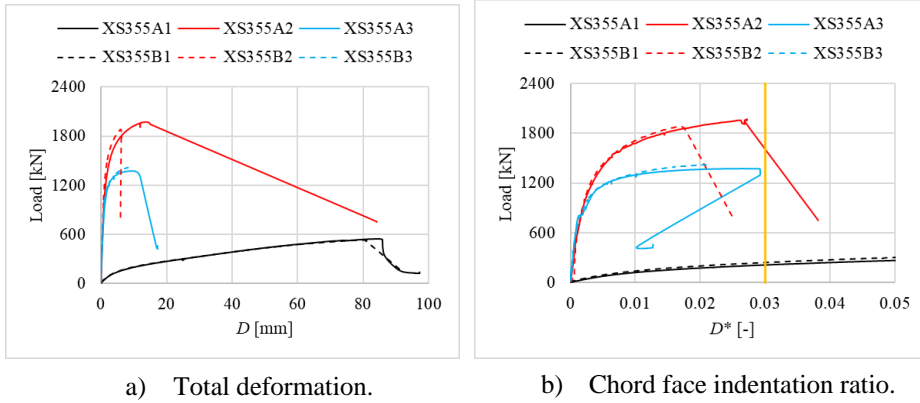 XS355A1 XS355A2 XS355A3
XS355B1 XS355B2 XS355B3
2400
1800
1200
600
0
Load [kN]
0 20 40 60 80 100
D [mm]
a) Total deformation.
XS355A1 XS355A2 XS355A3
XS355B1 XS355B2 XS355B3
2400
1800
1200
600
0
Load [kN]
0 0.01 0.02 0.03 0.04 0.05
D* [-]
b) Chord face indentation ratio.